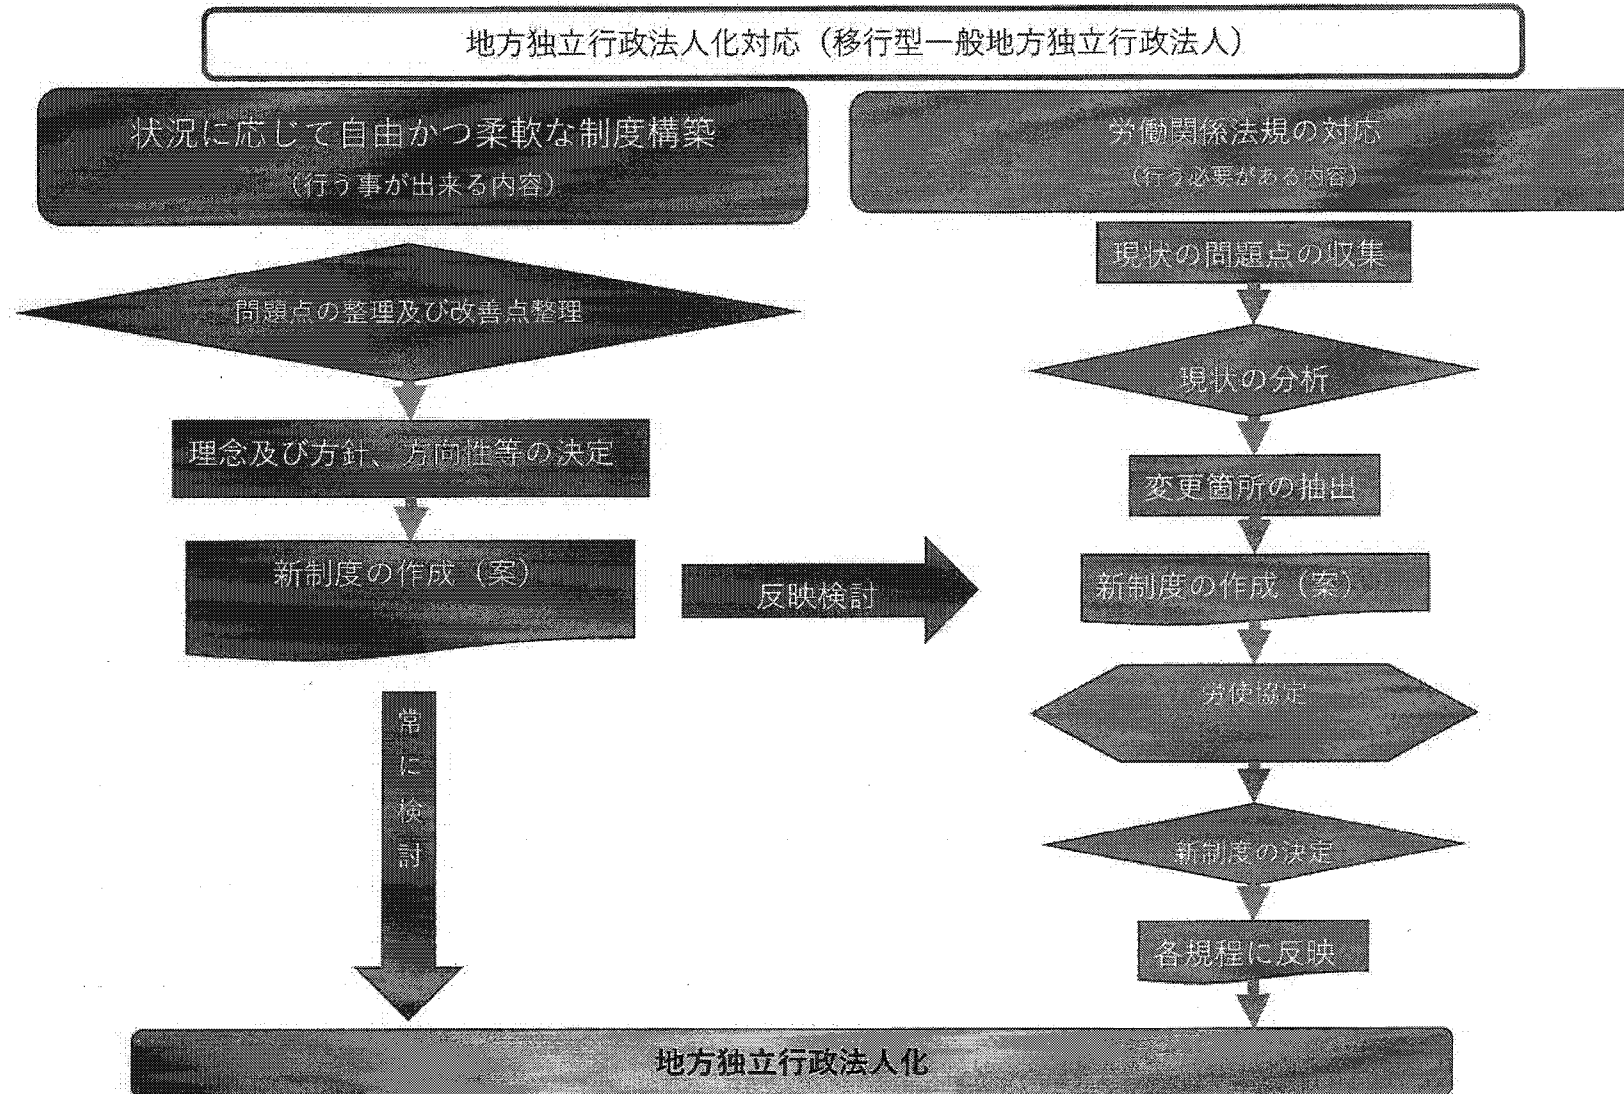 地方独立行政法人化対応（移行型一般地方独立行政法人）
状況に応じて自由かつ柔軟な制度構築
（行う事が出来る内容）
問題点の整理及び改善点整理
理念及び方針、方向性等の決定
新制度の作成（案）
反映検討
常に検討
労働関係法規の対応
（行う必要がある内容）
現状の問題点の収集
現状の分析
変更箇所の抽出
新制度の作成（案）
労使協定
新制度の決定
各規程に反映
地方独立行政法人化